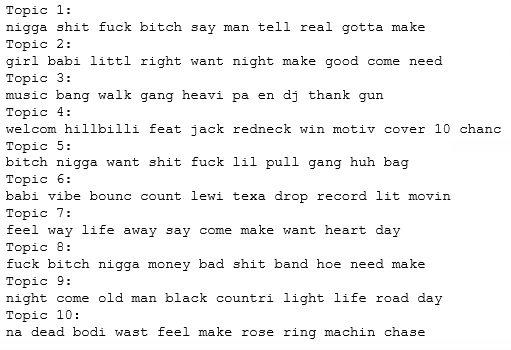 Topic 1:
nigga shit fuck bitch say man tell real gotta make
Topic 2:
girl babi littl right want night make good come need
Topic 3:
music bang walk gang heavi pa en dj thank gun
Topic 4:
welcom hillbilli feat jack redneck win motiv cover 10 chanc
Topic 5:
bitch nigga want shit fuck lil pull gang huh bag
Topic 6:
babi vibe bounc count lewi texa drop record lit movin
Topic 7:
feel way life away say come make want heart day
Topic 8:
fuck bitch nigga money bad shit band hoe need make
Topic 9:
night come old man black countri light life road day
Topic 10:
na dead bodi wast feel make rose ring machin chase